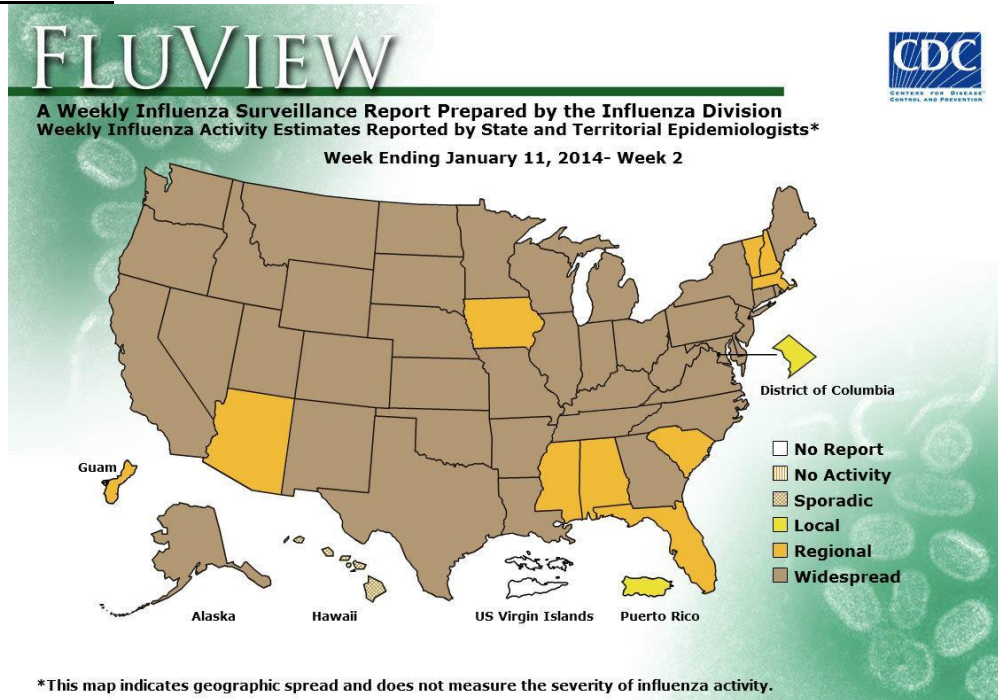 FLUVIEW
CDC
CENTERS FOR DISEASE
CONTROL AND PREVENTION
A Weekly Influenza Surveillance Report Prepared by the Influenza Division
Weekly Influenza Activity Estimates Reported by State and Territorial Epidemiologists*
Week Ending January 11, 2014- Week 2
District of Columbia
Guam
No Report
No Activity
Sporadic
Local
Regional
Widespread
Alaska
Hawaii
US Virgin Islands
Puerto Rico
*This map indicates geographic spread and does not measure the severity of influenza activity.